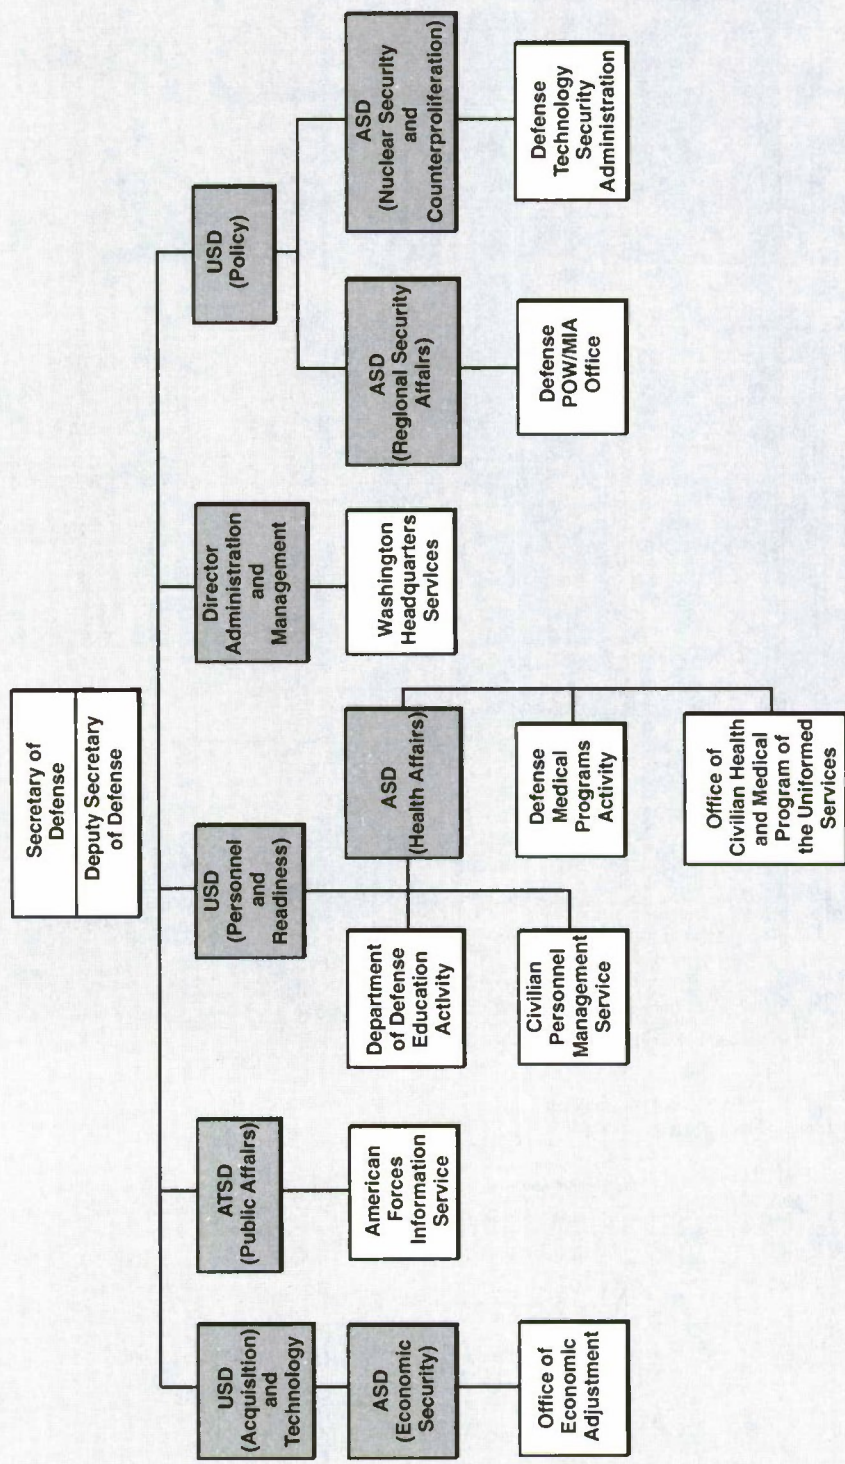 Secretary of
Defense
Deputy Secretary
of Defense
USD
(Acquisition)
and
Technology
ATSD
(Public Affairs)
USD
(Personnel
and
Readiness)
Director
Administration
and
Management
USD
(Policy)
ASD
(Economic
Security)
American
Forces
Information
Service
Department
of Defense
Education
Activity
ASD
(Health Affairs)
Washington
Headquarters
Services
ASD
(Regional Security
Affairs)
ASD
(Nuclear Security
and
Counterproliferation)
Office of
Economic
Adjustment
Civilian
Personnel
Management
Service
Defense
Medical
Programs
Activity
Defense
POW/MIA
Office
Defense
Technology
Security
Administration
Office of
Civilian Health
and Medical
Program of
the Uniformed
Services